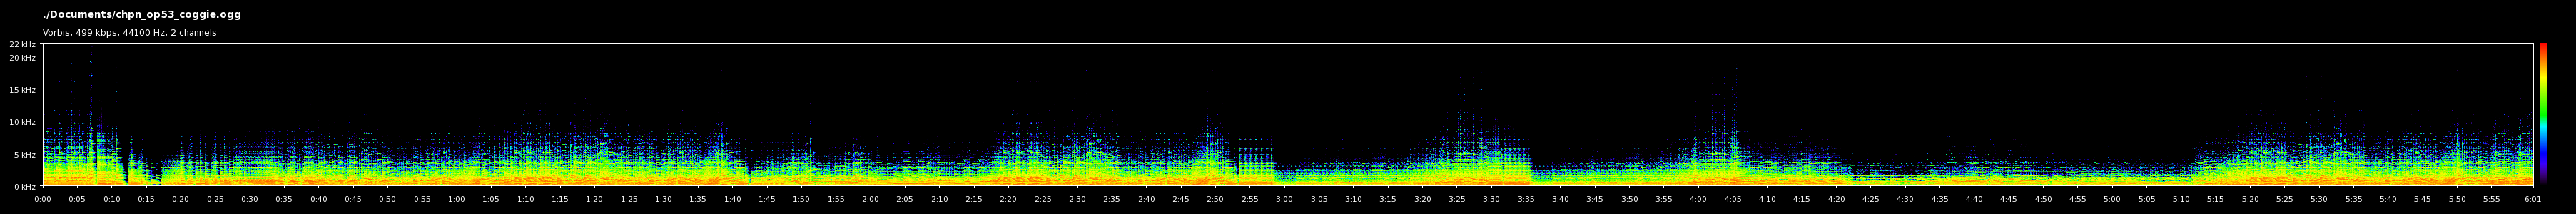 ./Documents/chpn_op53_coggie.ogg
Vorbis, 499 kbps, 44100 Hz, 2 channels
22 kHz
20 kHz
15 kHz
10 kHz
5 kHz
0 kHz
0:00 0:05 0:10 0:15 0:20 0:25 0:30 0:35 0:40 0:45 0:50 0:55 1:00 1:05 1:10 1:15 1:20 1:25 1:30 1:35 1:40 1:45 1:50 1:55 2:00 2:05 2:10 2:15 2:20 2:25 2:30 2:35 2:40 2:45 2:50 2:55 3:00 3:05 3:10 3:15 3:20 3:25 3:30 3:35 3:40 3:45 3:50 3:55 4:00 4:05 4:10 4:15 4:20 4:25 4:30 4:35 4:40 4:45 4:50 4:55 5:00 5:05 5:10 5:15 5:20 5:25 5:30 5:35 5:40 5:45 5:50 5:55 6:01